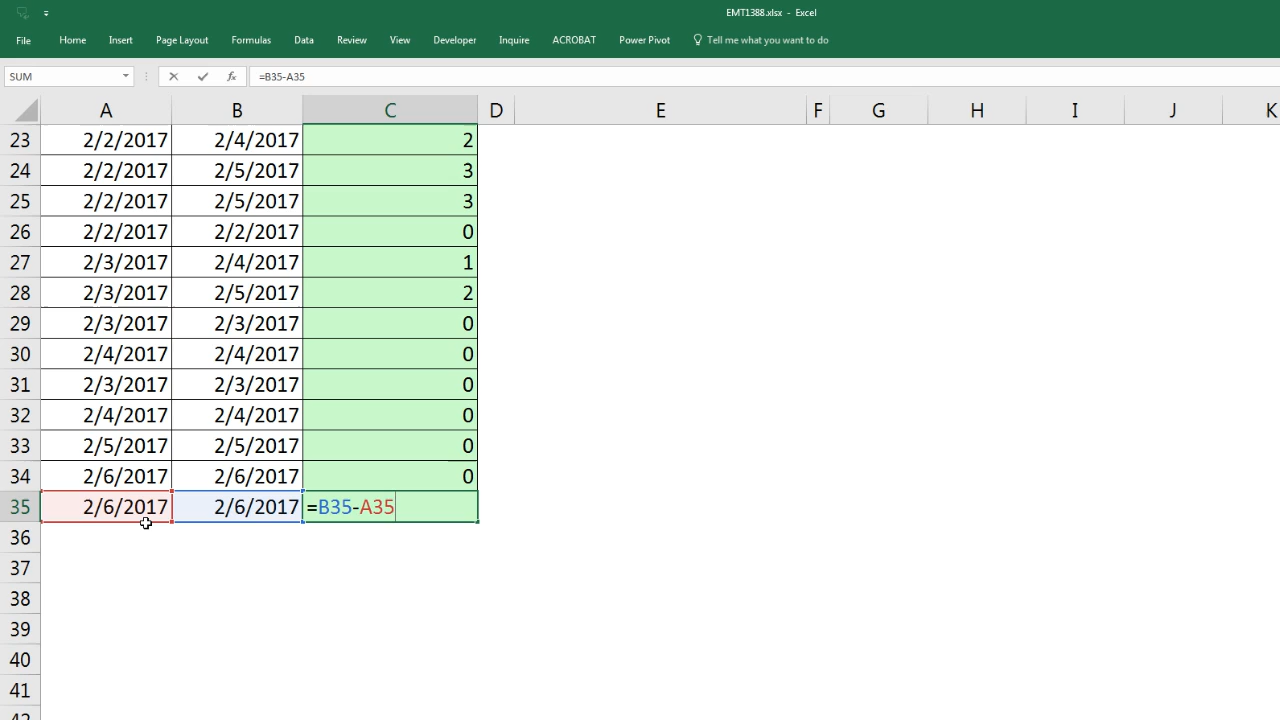 EMT1388.xlsx - Excel
File Home Insert Page Layout Formulas Data Review View Developer Inquire ACROBAT Power Pivot Tell me what you want to do
SUM fx =B35-A35
A B C D E F G H I J K
23 2/2/2017 2/4/2017 2
24 2/2/2017 2/5/2017 3
25 2/2/2017 2/5/2017 3
26 2/2/2017 2/2/2017 0
27 2/3/2017 2/4/2017 1
28 2/3/2017 2/5/2017 2
29 2/3/2017 2/3/2017 0
30 2/4/2017 2/4/2017 0
31 2/3/2017 2/3/2017 0
32 2/4/2017 2/4/2017 0
33 2/5/2017 2/5/2017 0
34 2/6/2017 2/6/2017 0
35 2/6/2017 2/6/2017 =B35-A35
36
37
38
39
40
41
42